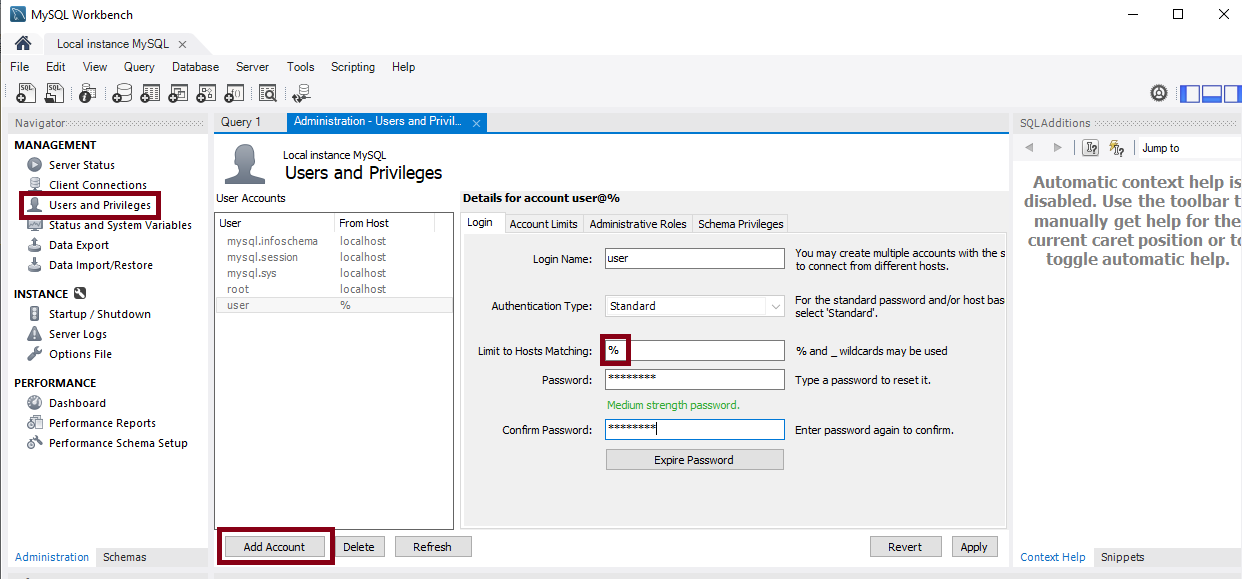 MySQL Workbench
Local instance MySQL
File Edit View Query Database Server Tools Scripting Help
Navigator
MANAGEMENT
Server Status
Client Connections
Users and Privileges
Status and System Variables
Data Export
Data Import/Restore
INSTANCE
Startup / Shutdown
Server Logs
Options File
PERFORMANCE
Dashboard
Performance Reports
Performance Schema Setup
Administration Schemas
Query 1 Administration - Users and Privil...
Local instance MySQL
Users and Privileges
User Accounts
User From Host
mysql.infoschema localhost
mysql.session localhost
mysql.sys localhost
root localhost
user %
Add Account Delete Refresh
Details for account user@%
Login Account Limits Administrative Roles Schema Privileges
Login Name: user You may create multiple accounts with the s
to connect from different hosts.
Authentication Type: Standard For the standard password and/or host bas
select 'Standard'.
Limit to Hosts Matching: % % and _ wildcards may be used
Password: ******** Type a password to reset it.
Medium strength password.
Confirm Password: ******** Enter password again to confirm.
Expire Password
Revert Apply
SQLAdditions
Jump to
Automatic context help is
disabled. Use the toolbar t
manually get help for the
current caret position or to
toggle automatic help.
Context Help Snippets